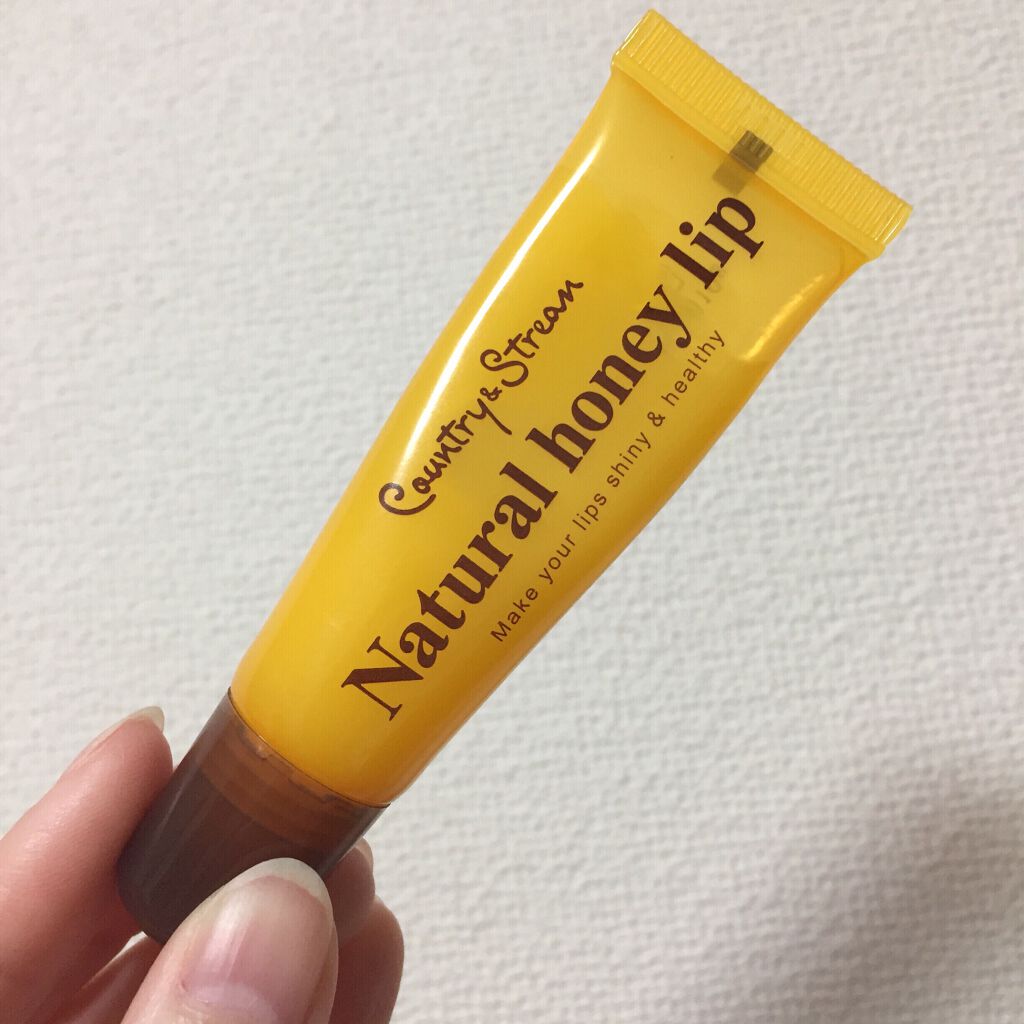 Country & Stream
Natural honey lip
Make your lips shiny & healthy